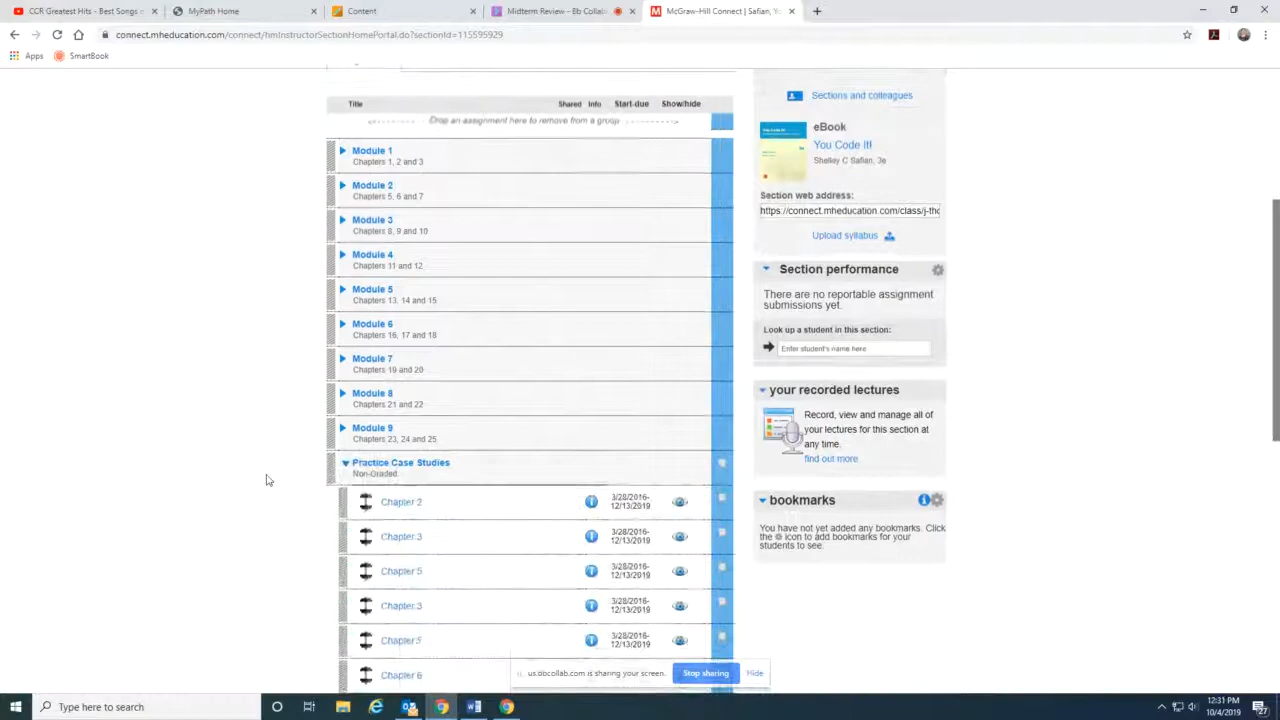 CCR Greatest Hits - Best Songs o
MyPath Home
Content
Midterm Review - Bb Colla
McGraw-Hill Connect | Safian, Yo
connect.mheducation.com/connect/hmInstructorSectionHomePortal.do?sectionId=115595929
Apps
SmartBook
Title
Shared
Info
Start-due
Show/hide
Drop an assignment here to remove from a group
Module 1
Chapters 1, 2 and 3
Module 2
Chapters 5, 6 and 7
Module 3
Chapters 8, 9 and 10
Module 4
Chapters 11 and 12
Module 5
Chapters 13, 14 and 15
Module 6
Chapters 16, 17 and 18
Module 7
Chapters 19 and 20
Module 8
Chapters 21 and 22
Module 9
Chapters 23, 24 and 25
Practice Case Studies
Non-Graded
Chapter 2
3/28/2016-
12/13/2019
Chapter 3
3/28/2016-
12/13/2019
Chapter 5
3/28/2016-
12/13/2019
Chapter 3
3/28/2016-
12/13/2019
Chapter 5
3/28/2016-
12/13/2019
Chapter 6
Sections and colleagues
eBook
You Code It!
Shelley C Safian, 3e
Section web address:
https://connect.mheducation.com/class/j-tho
Upload syllabus
Section performance
There are no reportable assignment
submissions yet.
Look up a student in this section:
Enter student's name here
your recorded lectures
Record, view and manage all of
your lectures for this section at
any time.
find out more
bookmarks
You have not yet added any bookmarks. Click
the icon to add bookmarks for your
students to see.
us.bbcollab.com is sharing your screen.
Stop sharing
Hide
Type here to search
12:31 PM
10/4/2019
27